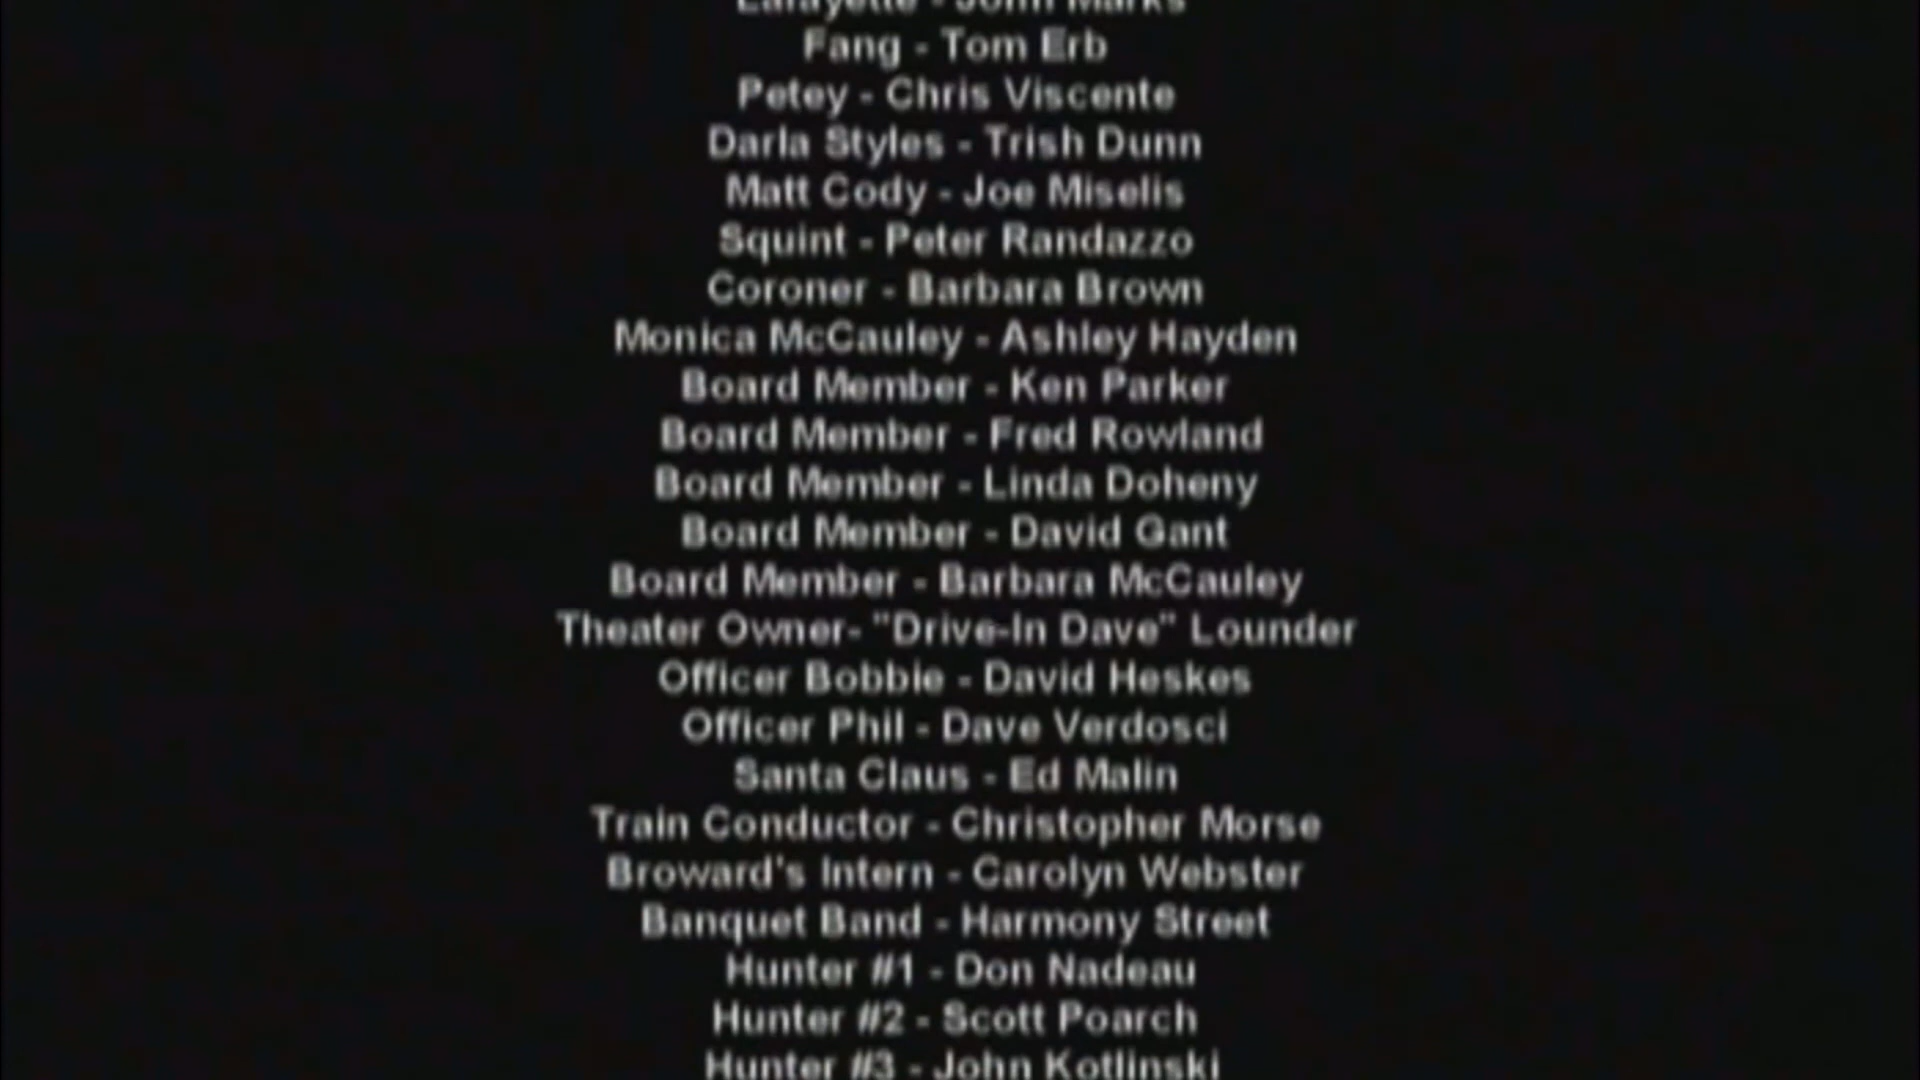 Lafayette - John Marks
Fang - Tom Erb
Petey - Chris Viscente
Darla Styles - Trish Dunn
Matt Cody - Joe Miselis
Squint - Peter Randazzo
Coroner - Barbara Brown
Monica McCauley - Ashley Hayden
Board Member - Ken Parker
Board Member - Fred Rowland
Board Member - Linda Doheny
Board Member - David Gant
Board Member - Barbara McCauley
Theater Owner- "Drive-In Dave" Lounder
Officer Bobbie - David Heskes
Officer Phil - Dave Verdosci
Santa Claus - Ed Malin
Train Conductor - Christopher Morse
Broward's Intern - Carolyn Webster
Banquet Band - Harmony Street
Hunter #1 - Don Nadeau
Hunter #2 - Scott Poarch
Hunter #3 - John Kotlinski